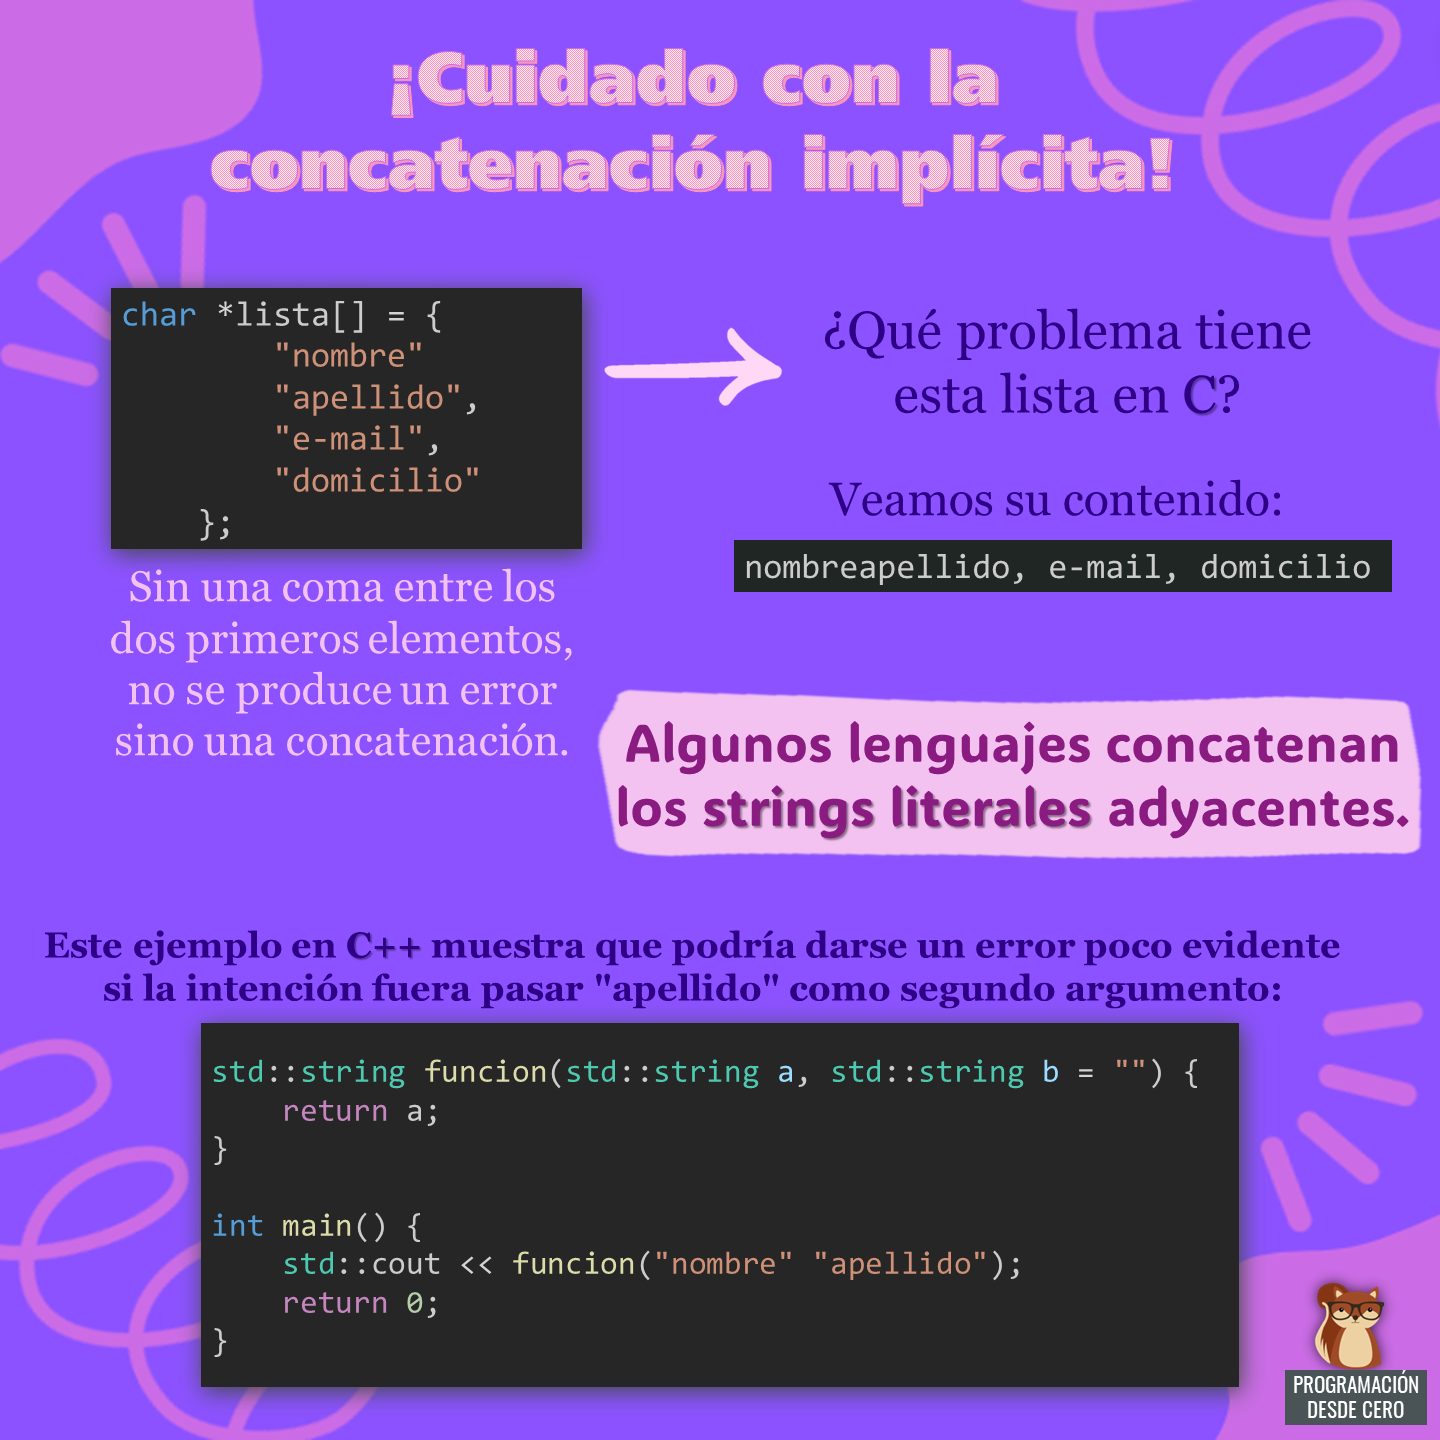 ¡Cuidado con la
concatenación implícita!
char *lista[] = {
"nombre"
"apellido",
"e-mail",
"domicilio"
};
Sin una coma entre los
dos primeros elementos,
no se produce un error
sino una concatenación.
¿Qué problema tiene
esta lista en C?
Veamos su contenido:
nombreapellido, e-mail, domicilio
Algunos lenguajes concatenan
los strings literales adyacentes.
Este ejemplo en C++ muestra que podría darse un error poco evidente
si la intención fuera pasar "apellido" como segundo argumento:
std::string funcion(std::string a, std::string b = "") {
return a;
}
int main() {
std::cout << funcion("nombre" "apellido");
return 0;
}
PROGRAMACIÓN
DESDE CERO